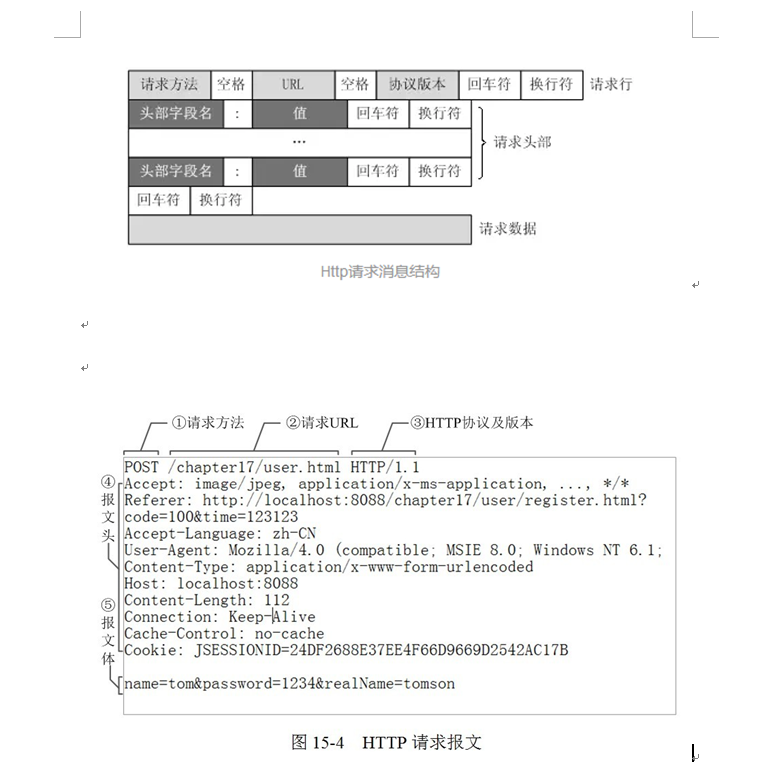 请求方法 空格 URL 空格 协议版本 回车符 换行符 请求行
头部字段名 : 值 回车符 换行符
... 请求头部
头部字段名 : 值 回车符 换行符
回车符 换行符
请求数据
Http请求消息结构
①请求方法 ②请求URL ③HTTP协议及版本
POST /chapter17/user.html HTTP/1.1
Accept: image/jpeg, application/x-ms-application, ..., */*
Referer: http://localhost:8088/chapter17/user/register.html?
code=100&time=123123
Accept-Language: zh-CN
User-Agent: Mozilla/4.0 (compatible; MSIE 8.0; Windows NT 6.1;
Content-Type: application/x-www-form-urlencoded
Host: localhost:8088
Content-Length: 112
Connection: Keep-Alive
Cache-Control: no-cache
Cookie: JSESSIONID=24DF2688E37EE4F66D9669D2542AC17B
name=tom&password=1234&realName=tomson
④报文头
⑤报文体
图 15-4 HTTP 请求报文